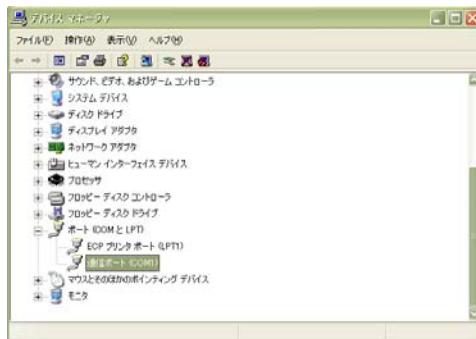 デバイス マネージャ
ファイル(F) 操作(A) 表示(V) ヘルプ(H)
サウンド、ビデオ、およびゲーム コントローラ
システム デバイス
ディスク ドライブ
ディスプレイ アダプタ
ネットワーク アダプタ
ヒューマン インターフェイス デバイス
プロセッサ
フロッピー ディスク コントローラ
フロッピー ディスク ドライブ
ポート (COM と LPT)
ECP プリンタ ポート (LPT1)
通信ポート (COM1)
マウスとそのほかのポインティング デバイス
モニタ